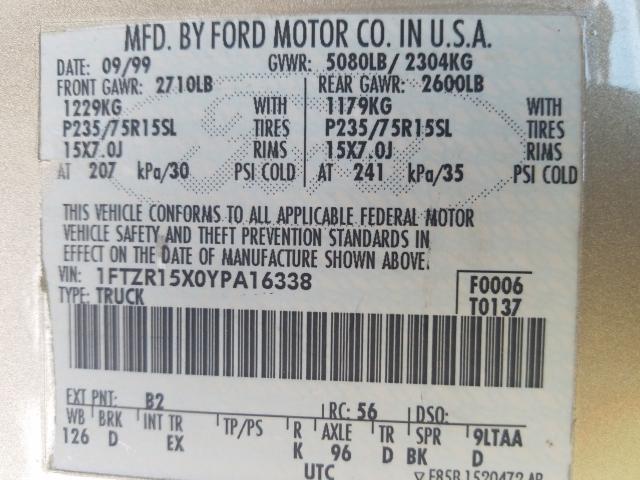 MFD. BY FORD MOTOR CO. IN U.S.A.
DATE: 09/99 GVWR: 5080LB/ 2304KG
FRONT GAWR: 2710LB REAR GAWR: 2600LB
1229KG WITH 1179KG WITH
P235/75R15SL TIRES P235/75R15SL TIRES
15X7.0J RIMS 15X7.0J RIMS
AT 207 kPa/30 PSI COLD AT 241 kPa/35 PSI COLD
THIS VEHICLE CONFORMS TO ALL APPLICABLE FEDERAL MOTOR
VEHICLE SAFETY AND THEFT PREVENTION STANDARDS IN
EFFECT ON THE DATE OF MANUFACTURE SHOWN ABOVE.
VIN: 1FTZR15X0YPA16338 F0006
TYPE: TRUCK T0137
EXT PNT: B2 RC: 56 DSO:
WB BRK INT TR TP/PS R AXLE TR SPR 9LTAA
126 D EX K 96 D BK D
UTC